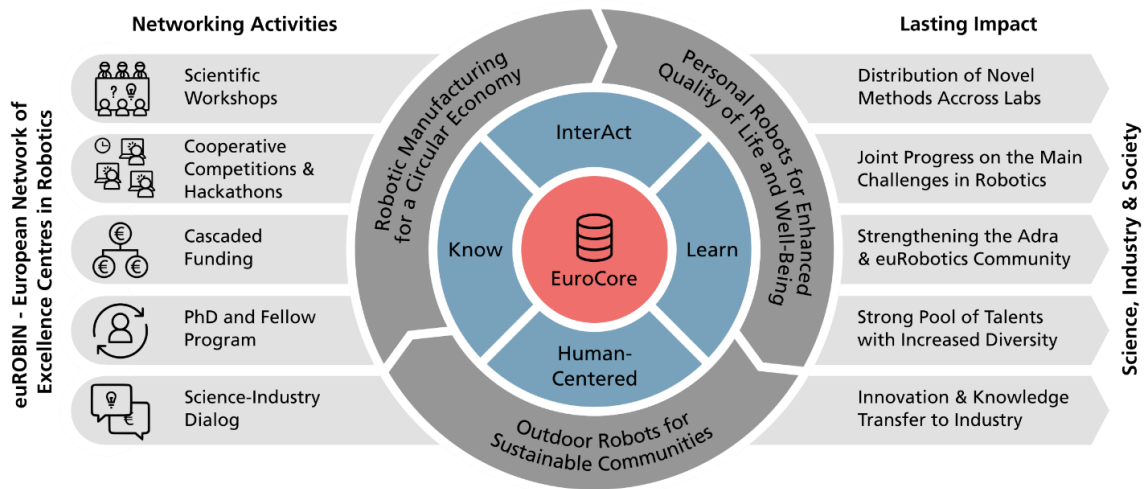 Networking Activities
Lasting Impact
euROBIN - European Network of
Excellence Centres in Robotics
Scientific
Workshops
?
Cooperative
Competitions &
Hackathons
€
€ €
Cascaded
Funding
PhD and Fellow
Program
€
Science-Industry
Dialog
Robotic Manufacturing
for a Circular Economy
Personal Robots for Enhanced
Quality of Life and Well-Being
Outdoor Robots for
Sustainable Communities
InterAct
Know
Learn
Human-
Centered
EuroCore
Distribution of Novel
Methods Accross Labs
Joint Progress on the Main
Challenges in Robotics
Strengthening the Adra
& euRobotics Community
Strong Pool of Talents
with Increased Diversity
Innovation & Knowledge
Transfer to Industry
Science, Industry & Society